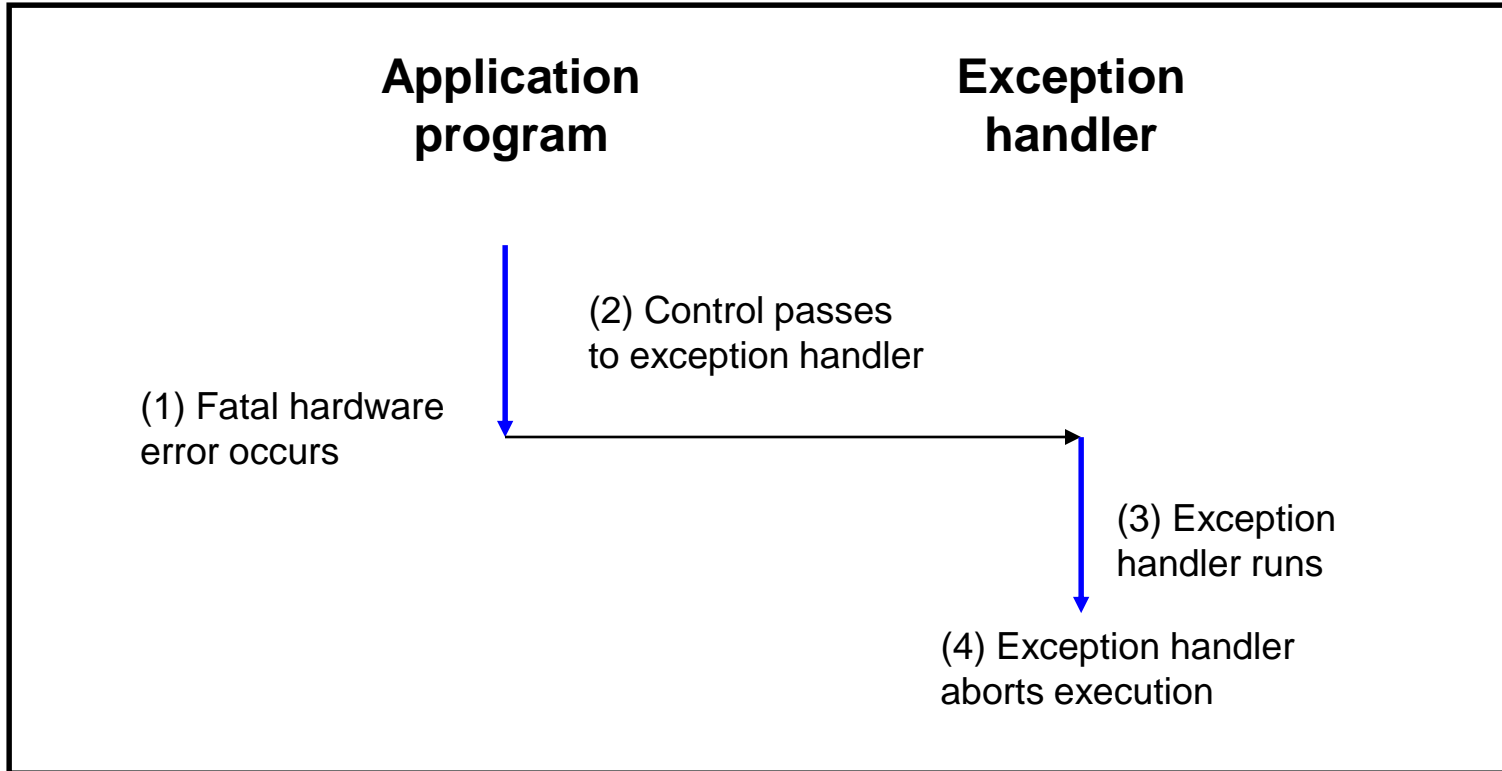 Application
program
Exception
handler
(2) Control passes
to exception handler
(1) Fatal hardware
error occurs
(3) Exception
handler runs
(4) Exception handler
aborts execution